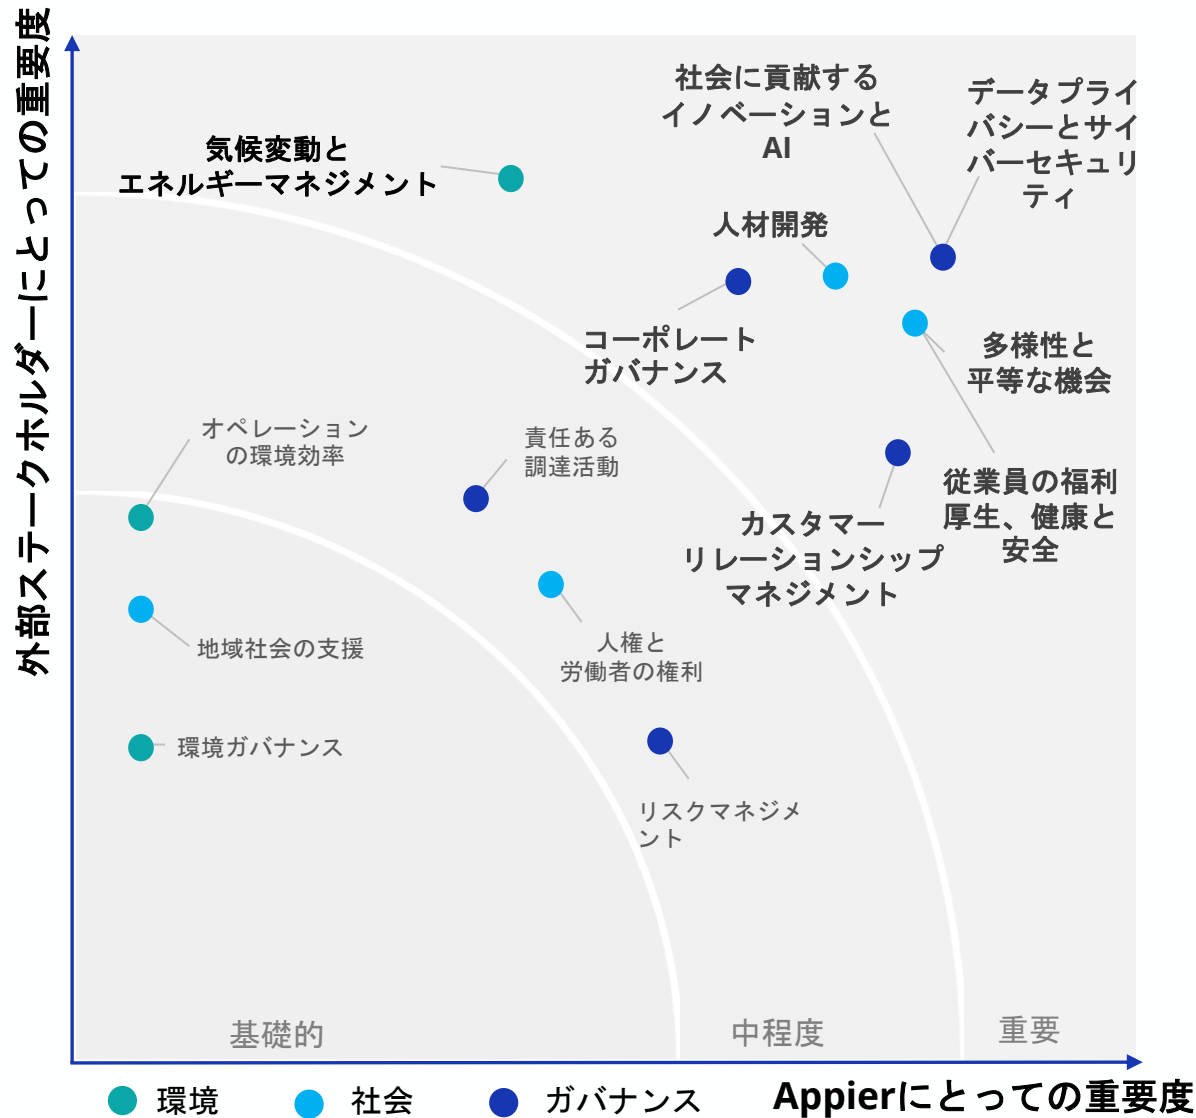 外部ステークホルダーにとっての重要度
社会に貢献する
イノベーションと
AI
データプライ
バシーとサイ
バーセキュリ
ティ
気候変動と
エネルギーマネジメント
人材開発
コーポレート
ガバナンス
多様性と
平等な機会
オペレーション
の環境効率
責任ある
調達活動
従業員の福利
厚生、健康と
安全
カスタマー
リレーションシップ
マネジメント
地域社会の支援
人権と
労働者の権利
環境ガバナンス
リスクマネジメ
ント
基礎的
中程度
重要
環境
社会
ガバナンス
Appierにとっての重要度